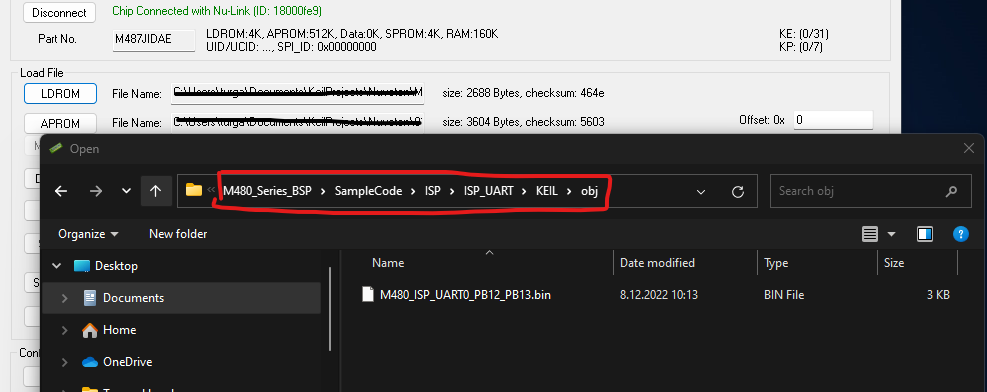 Disconnect Chip Connected with Nu-Link (ID: 18000fe9)
Part No. M487JIDAE LDROM:4K, APROM:512K, Data:0K, SPROM:4K, RAM:160K KE: (0/31)
UID/UCID: ..., SPI_ID: 0x00000000 KP: (0/7)
Load File
LDROM File Name: size: 2688 Bytes, checksum: 464e
APROM File Name: size: 3604 Bytes, checksum: 5603 Offset: 0x 0
Open
« M480_Series_BSP > SampleCode > ISP > ISP_UART > KEIL > obj Search obj
Organize New folder
Name Date modified Type Size
Desktop
M480_ISP_UART0_PB12_PB13.bin 8.12.2022 10:13 BIN File 3 KB
Documents
Home
OneDrive